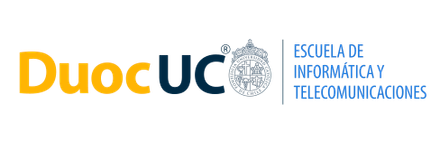 DuocUC®
ESCUELA DE
INFORMÁTICA Y
TELECOMUNICACIONES